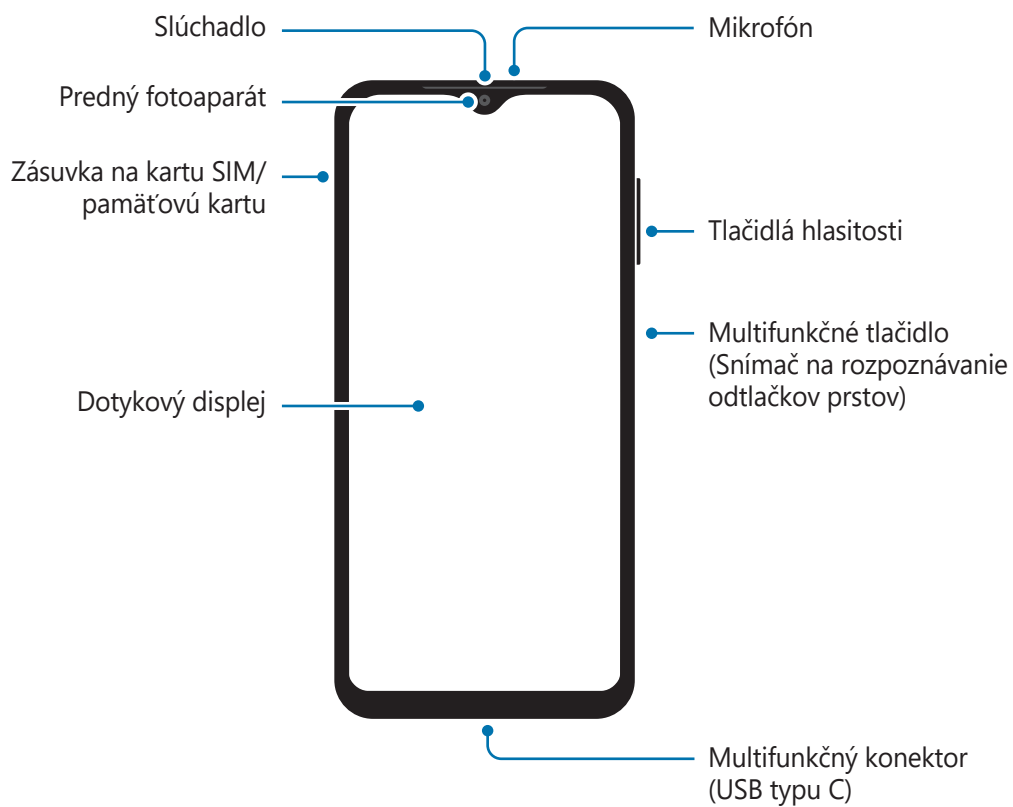 Slúchadlo
Mikrofón
Predný fotoaparát
Zásuvka na kartu SIM/
pamäťovú kartu
Tlačidlá hlasitosti
Multifunkčné tlačidlo
(Snímač na rozpoznávanie
odtlačkov prstov)
Dotykový displej
Multifunkčný konektor
(USB typu C)